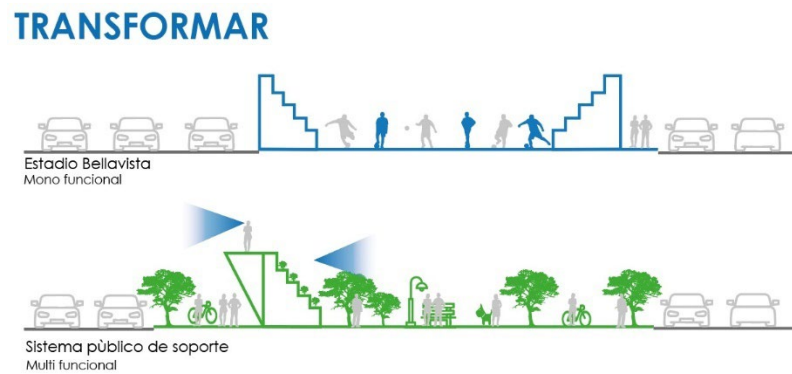 TRANSFORMAR
Estadio Bellavista
Mono funcional
Sistema pùblico de soporte
Multi funcional